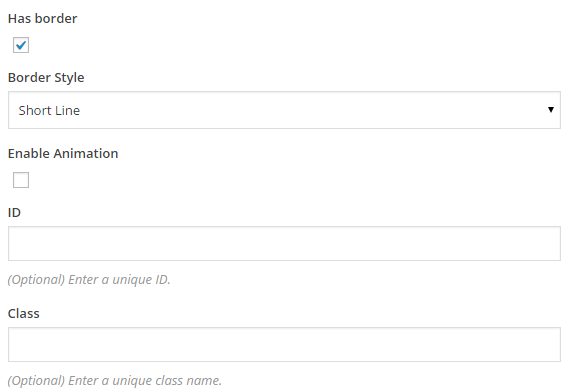 Has border
Border Style
Short Line
Enable Animation
ID
(Optional) Enter a unique ID.
Class
(Optional) Enter a unique class name.